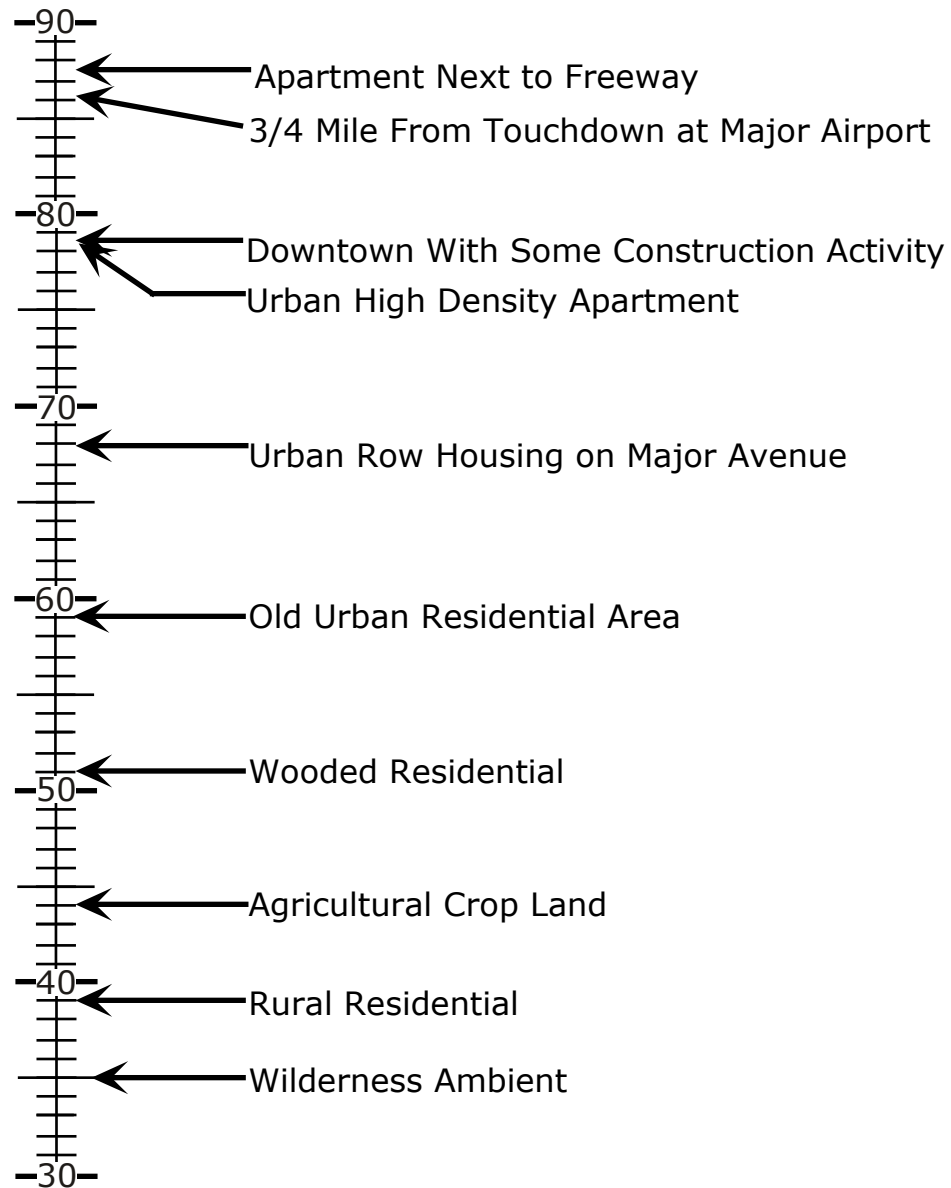 90
Apartment Next to Freeway
3/4 Mile From Touchdown at Major Airport
80
Downtown With Some Construction Activity
Urban High Density Apartment
70
Urban Row Housing on Major Avenue
60
Old Urban Residential Area
Wooded Residential
50
Agricultural Crop Land
40
Rural Residential
Wilderness Ambient
30